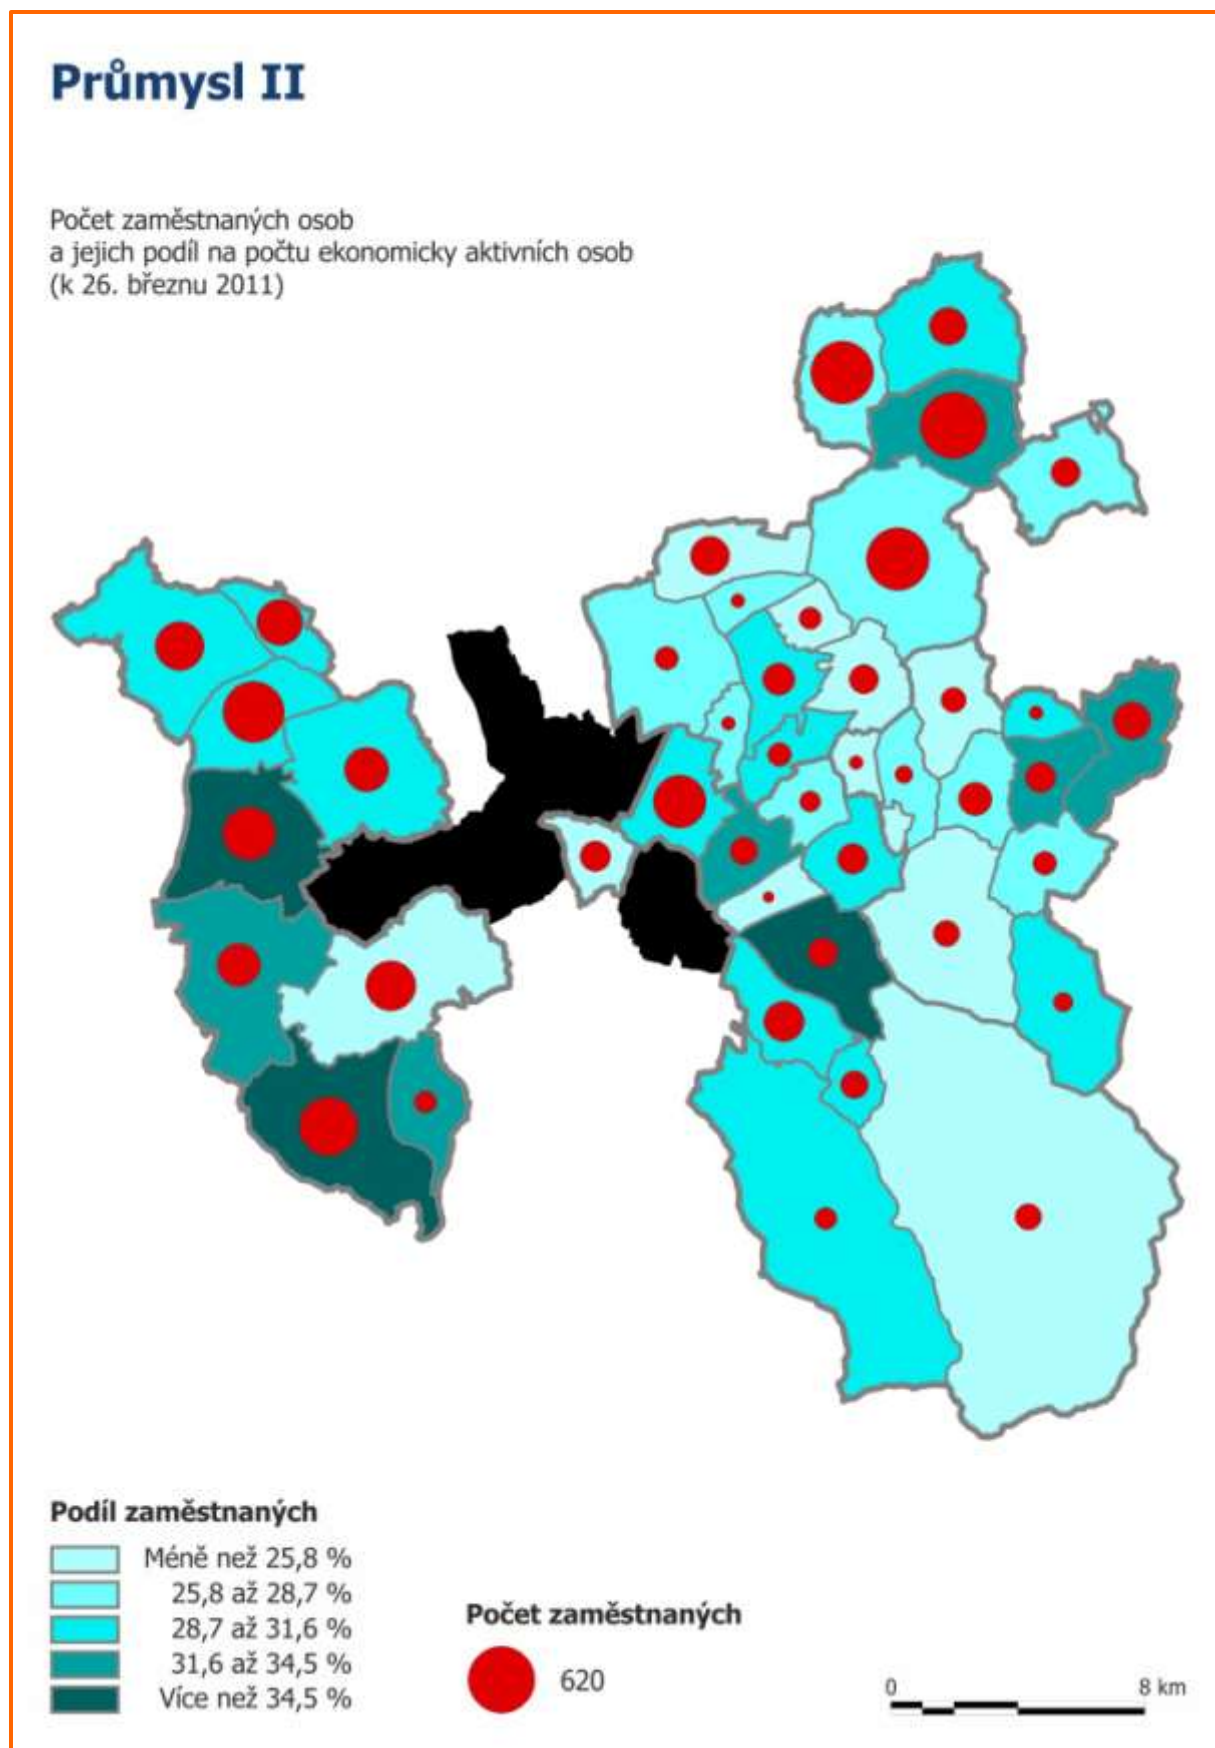 Průmysl II
Počet zaměstnaných osob
a jejich podíl na počtu ekonomicky aktivních osob
(k 26. březnu 2011)
Podíl zaměstnaných
Méně než 25,8 %
25,8 až 28,7 %
28,7 až 31,6 %
31,6 až 34,5 %
Více než 34,5 %
Počet zaměstnaných
620
0 8 km